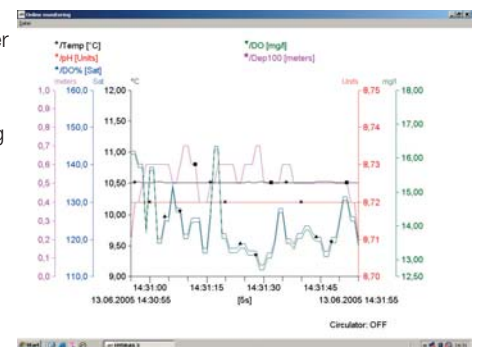 Online monitoring
er
*/Temp [°C]
*/DO [mg/l]
*/pH [Units]
*/Dep100 [meters]
*/DO% [Sat]
meters Sat °C Units mg/l
1,0 160,0 12,00 8,75 18,00
0,9
0,8 150,0 11,50 8,74 17,00
g
0,7 11,00 16,00
0,6 140,0 8,73
0,5 10,50 15,00
0,4 130,0 8,72
0,3 10,00 14,00
0,2 120,0 9,50 8,71 13,00
0,1
0,0 110,0 9,00 8,70 12,50
14:31:00 14:31:15 14:31:30 14:31:45
13.06.2005 14:30:55 [5s] 13.06.2005 14:31:55
Circulator: OFF